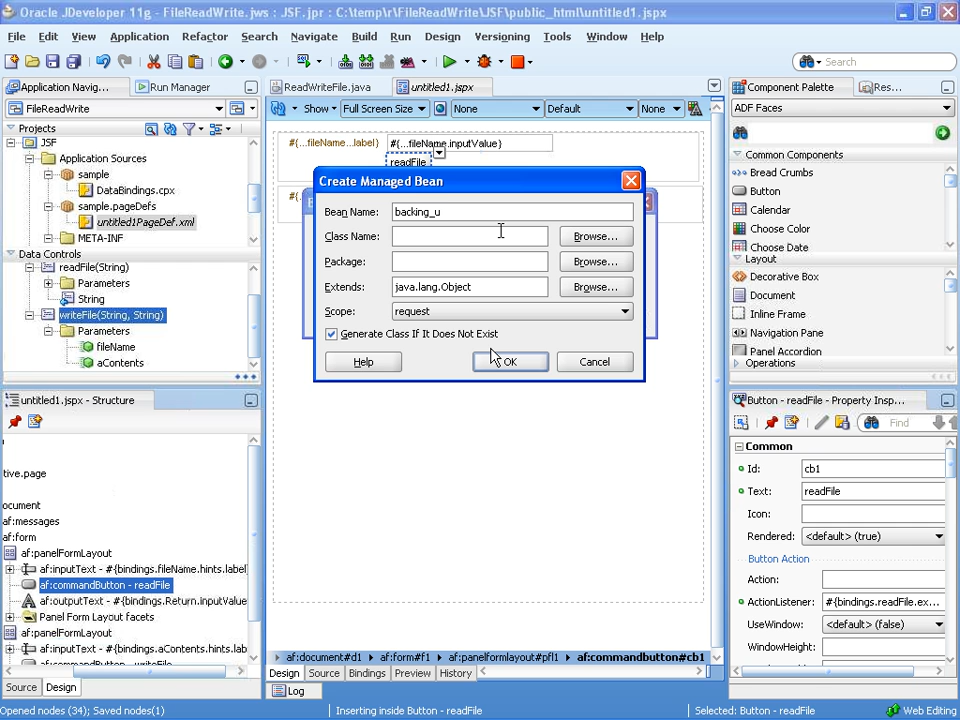 Oracle JDeveloper 11g - FileReadWrite.jws : JSF.jpr : C:\temp\r\FileReadWrite\JSF\public_html\untitled1.jspx
File Edit View Application Refactor Search Navigate Build Run Design Versioning Tools Window Help
Search
Application Navig...
Run Manager
FileReadWrite
Projects
JSF
Application Sources
sample
DataBindings.cpx
sample.pageDefs
untitled1PageDef.xml
META-INF
Data Controls
readFile(String)
Parameters
String
writeFile(String, String)
Parameters
fileName
aContents
untitled1.jspx - Structure
tive.page
ocument
af:messages
af:form
af:panelFormLayout
af:inputText - #{bindings.fileName.hints.label
af:commandButton - readFile
af:outputText - #{bindings.Return.inputValue
Panel Form Layout facets
af:panelFormLayout
af:inputText - #{bindings.aContents.hints.lab
Source Design
ReadWriteFile.java
untitled1.jspx
Show Full Screen Size None Default None
#{...fileName...label}
#{...fileName.inputValue}
readFile
#{..
Create Managed Bean
Bean Name: backing_u
Class Name: Browse...
Package: Browse...
Extends: java.lang.Object Browse...
Scope: request
Generate Class If It Does Not Exist
Help OK Cancel
af:document#d1 af:form#f1 af:panelformlayout#pfl1 af:commandbutton#cb1
Design Source Bindings Preview History
Log
Component Palette
Res...
ADF Faces
Common Components
Bread Crumbs
Button
Calendar
Choose Color
Choose Date
Layout
Decorative Box
Document
Inline Frame
Navigation Pane
Panel Accordion
Operations
Button - readFile - Property Insp...
Find
Common
Id: cb1
Text: readFile
Icon:
Rendered: <default> (true)
Button Action
Action:
ActionListener: #{bindings.readFile.ex...
UseWindow: <default> (false)
WindowHeight:
Opened nodes (34); Saved nodes(1)
Inserting inside Button - readFile
Selected: Button - readFile
Web Editing